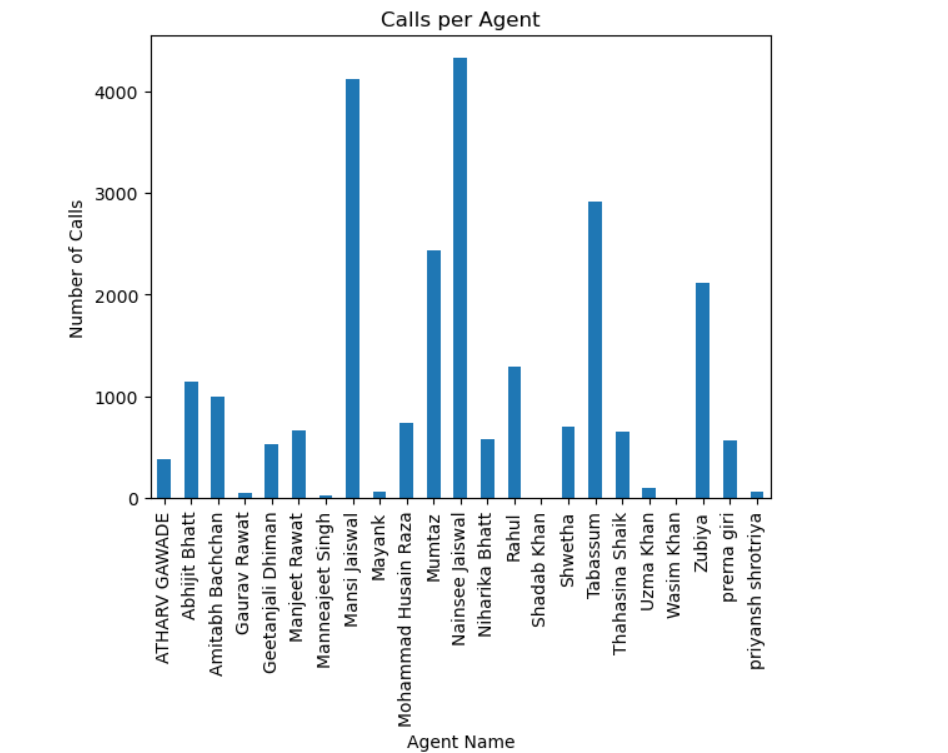 Calls per Agent
Number of Calls
4000
3000
2000
1000
0
ATHARV GAWADE
Abhijit Bhatt
Amitabh Bachchan
Gaurav Rawat
Geetanjali Dhiman
Manjeet Rawat
Manneajeet Singh
Mansi Jaiswal
Mayank
Mohammad Husain Raza
Mumtaz
Nainsee Jaiswal
Niharika Bhatt
Rahul
Shadab Khan
Shwetha
Tabassum
Thahasina Shaik
Uzma Khan
Wasim Khan
Zubiya
prerna giri
priyansh shrotriya
Agent Name